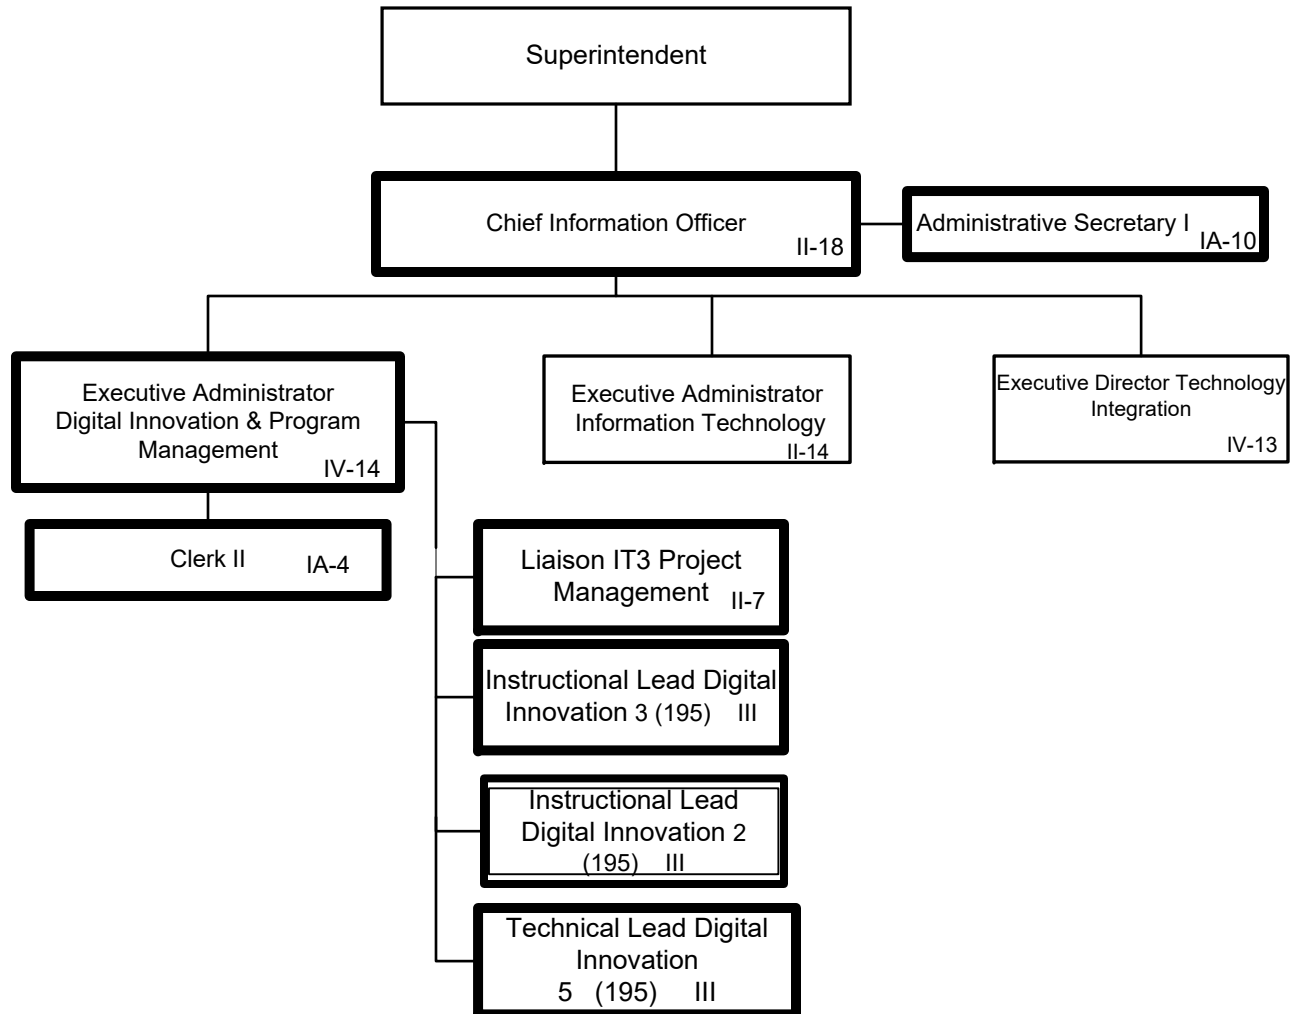 Superintendent
Chief Information Officer
II-18
Administrative Secretary I
IA-10
Executive Administrator
Digital Innovation & Program
Management
IV-14
Executive Administrator
Information Technology
II-14
Executive Director Technology
Integration
IV-13
Clerk II IA-4
Liaison IT3 Project
Management II-7
Instructional Lead Digital
Innovation 3 (195) III
Instructional Lead
Digital Innovation 2
(195) III
Technical Lead Digital
Innovation
5 (195) III